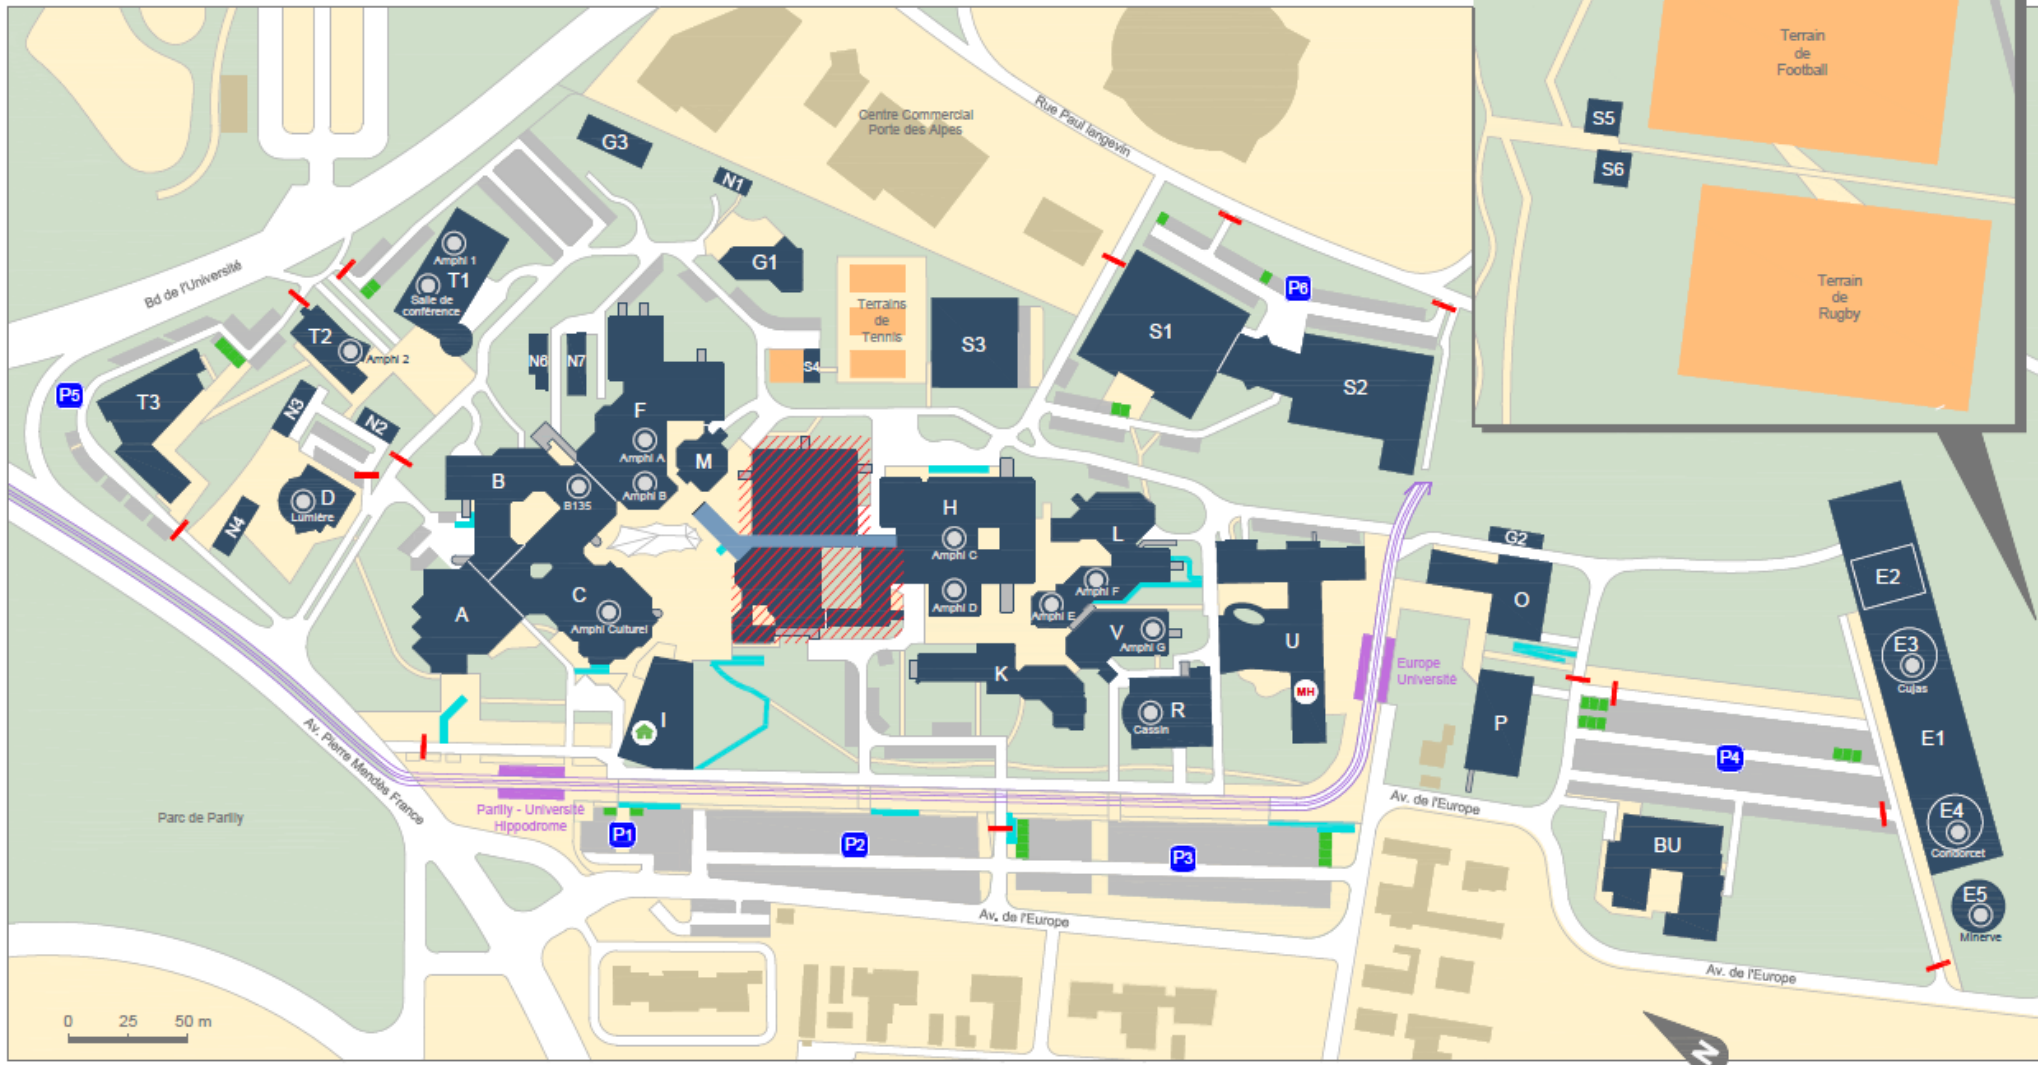 Terrain
de
Football
S5
S6
Terrain
de
Rugby
Centre Commercial
Porte des Alpes
Rue Paul langevin
G3
N1
Bd de l'Université
Amphi 1
T1
Salle de
conférence
G1
P6
T2
Amphi 2
Terrains
de
Tennis
S3
S1
S2
S4
N6
N7
P5
T3
N3
N2
F
Amphi A
M
Amphi B
B
B135
D
Lumière
N4
H
Amphi C
L
G2
E2
A
C
Amphi Culturel
Amphi D
Amphi F
Amphi E
V
Amphi G
U
O
E3
Cujas
K
Europe
Université
MH
I
R
Cassin
P
E1
P4
Av. Pierre Mendès France
Parilly - Université
Hippodrome
Parc de Parilly
P1
P2
P3
Av. de l'Europe
BU
E4
Condorcet
E5
Minerve
Av. de l'Europe
Av. de l'Europe
0 25 50 m
N